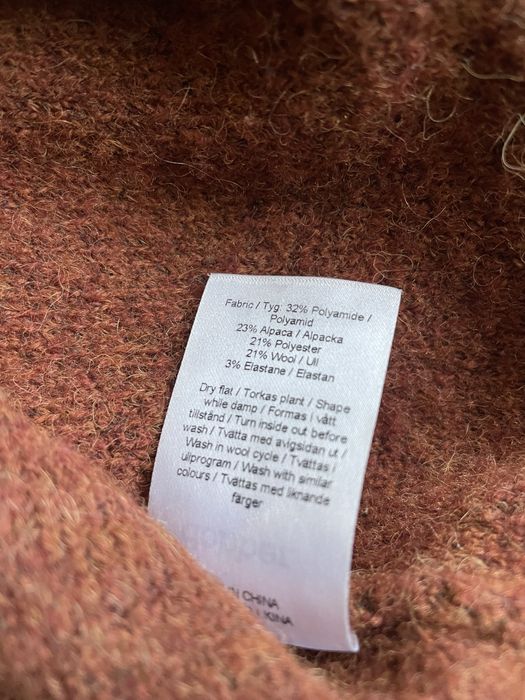 Fabric / Tyg: 32% Polyamide /
Polyamid
23% Alpaca / Alpacka
21% Polyester
21% Wool / Ull
3% Elastane / Elastan
Dry flat / Torkas plant / Shape
while damp / Formas i vått
tillstånd / Turn inside out before
wash / Tvätta med avigsidan ut /
Wash in wool cycle / Tvättas i
ullprogram / Wash with similar
colours / Tvättas med liknande
färger
CHINA
KINA